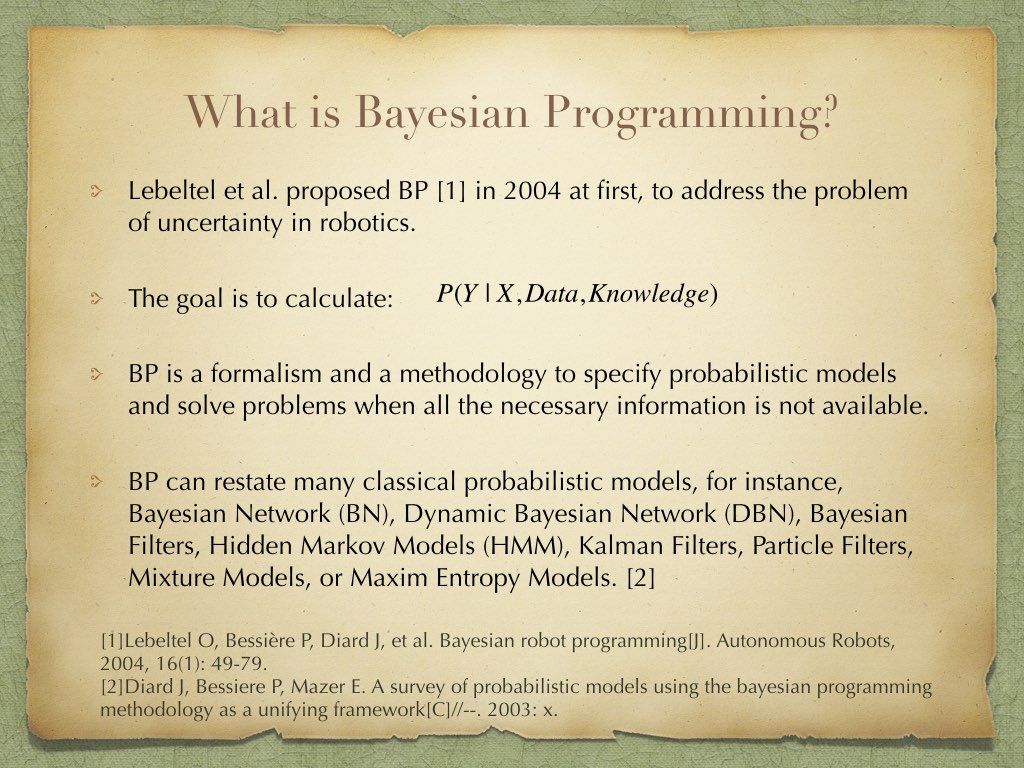 What is Bayesian Programming?
Lebeltel et al. proposed BP [1] in 2004 at first, to address the problem
of uncertainty in robotics.
The goal is to calculate: P(Y | X,Data,Knowledge)
BP is a formalism and a methodology to specify probabilistic models
and solve problems when all the necessary information is not available.
BP can restate many classical probabilistic models, for instance,
Bayesian Network (BN), Dynamic Bayesian Network (DBN), Bayesian
Filters, Hidden Markov Models (HMM), Kalman Filters, Particle Filters,
Mixture Models, or Maxim Entropy Models. [2]
[1]Lebeltel O, Bessière P, Diard J, et al. Bayesian robot programming[J]. Autonomous Robots,
2004, 16(1): 49-79.
[2]Diard J, Bessiere P, Mazer E. A survey of probabilistic models using the bayesian programming
methodology as a unifying framework[C]//--. 2003: x.